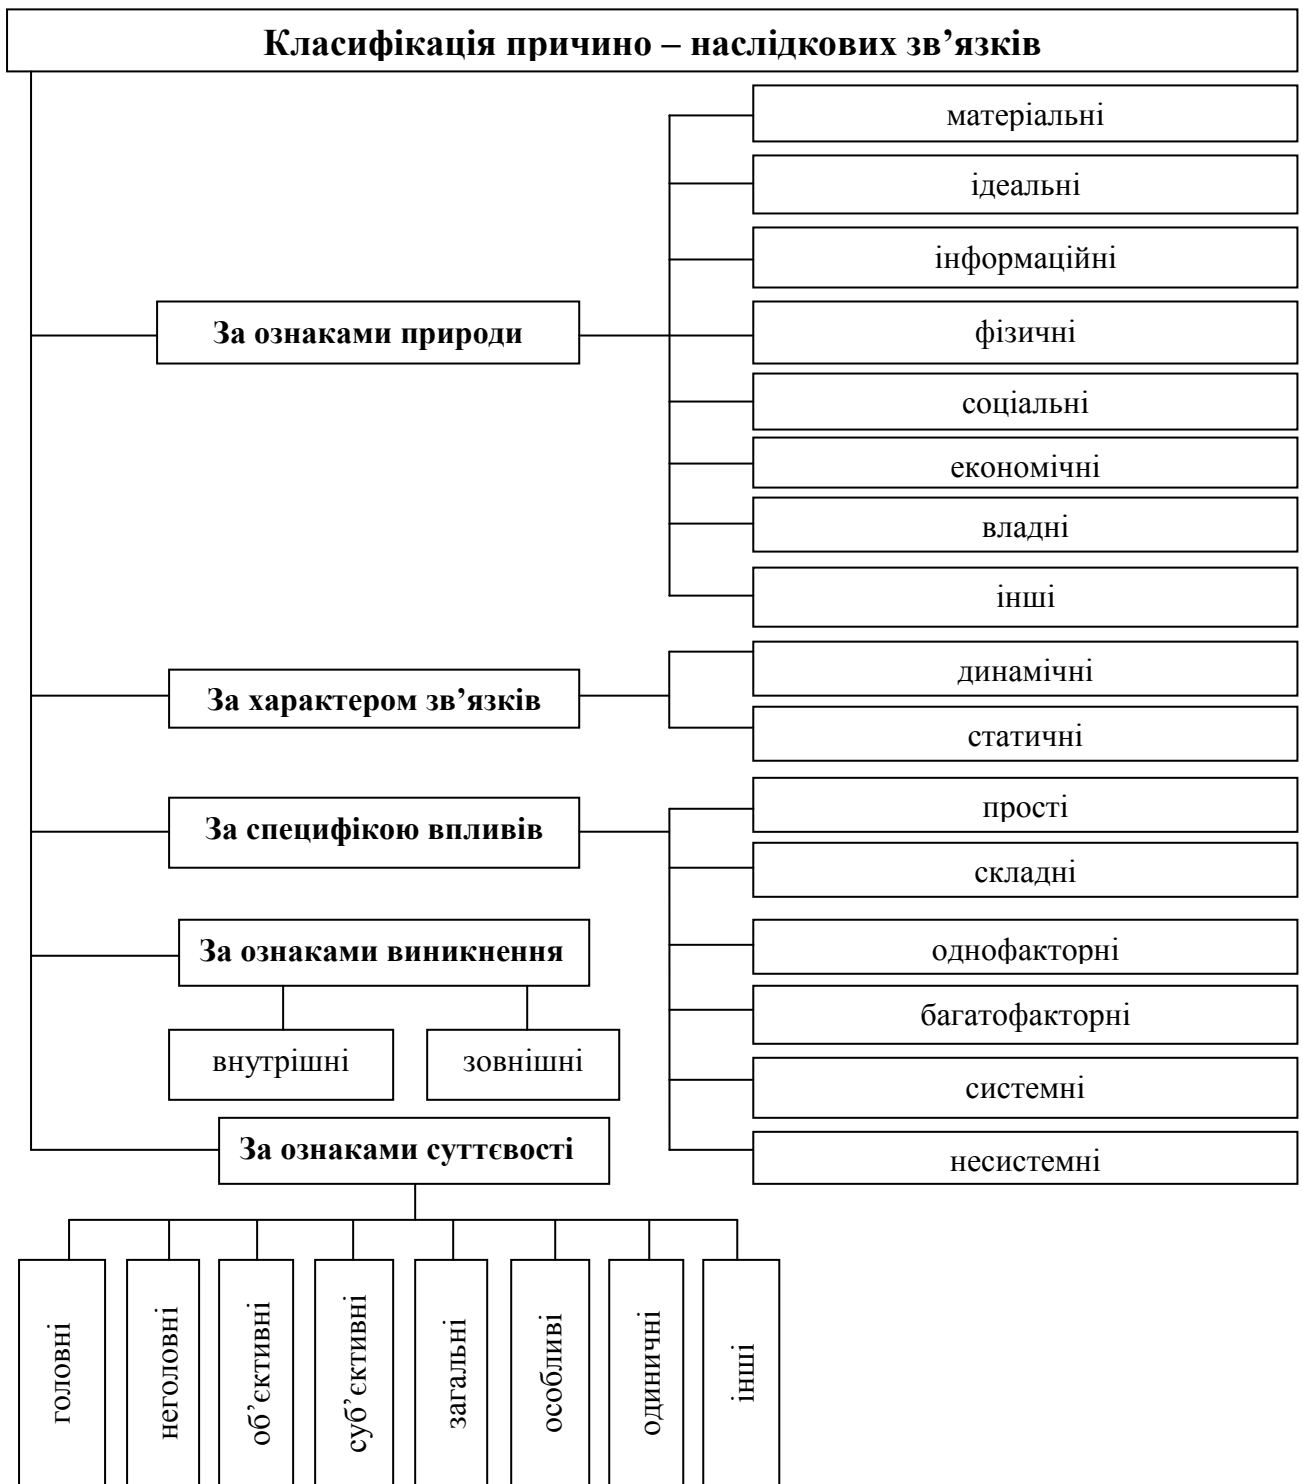 Класифікація причино – наслідкових зв’язків
матеріальні
ідеальні
інформаційні
За ознаками природи
фізичні
соціальні
економічні
владні
інші
За характером зв’язків
динамічні
статичні
За специфікою впливів
прості
складні
однофакторні
багатофакторні
системні
несистемні
За ознаками виникнення
внутрішні
зовнішні
За ознаками суттєвості
головні
неголовні
об’єктивні
суб’єктивні
загальні
особливі
одиничні
інші